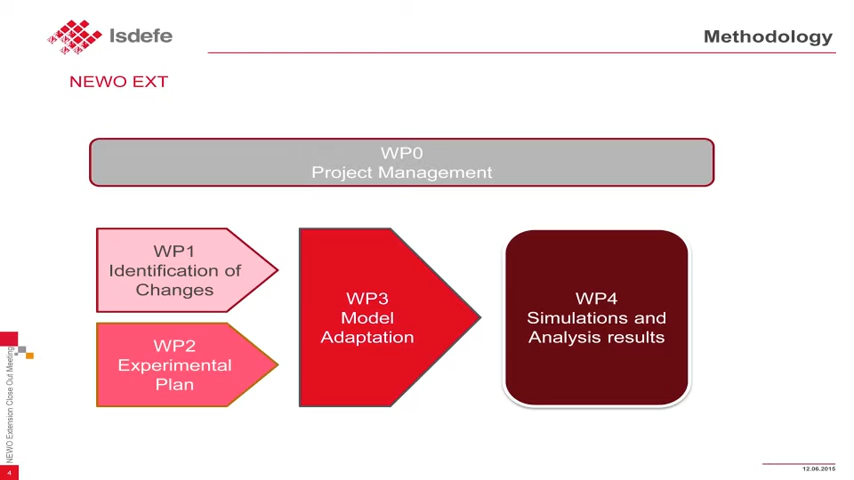 Isdefe
Methodology
NEWO EXT
WP0
Project Management
WP1
Identification of
Changes
WP2
Experimental
Plan
WP3
Model
Adaptation
WP4
Simulations and
Analysis results
NEWO Extension Close Out Meeting
4
12.06.2015